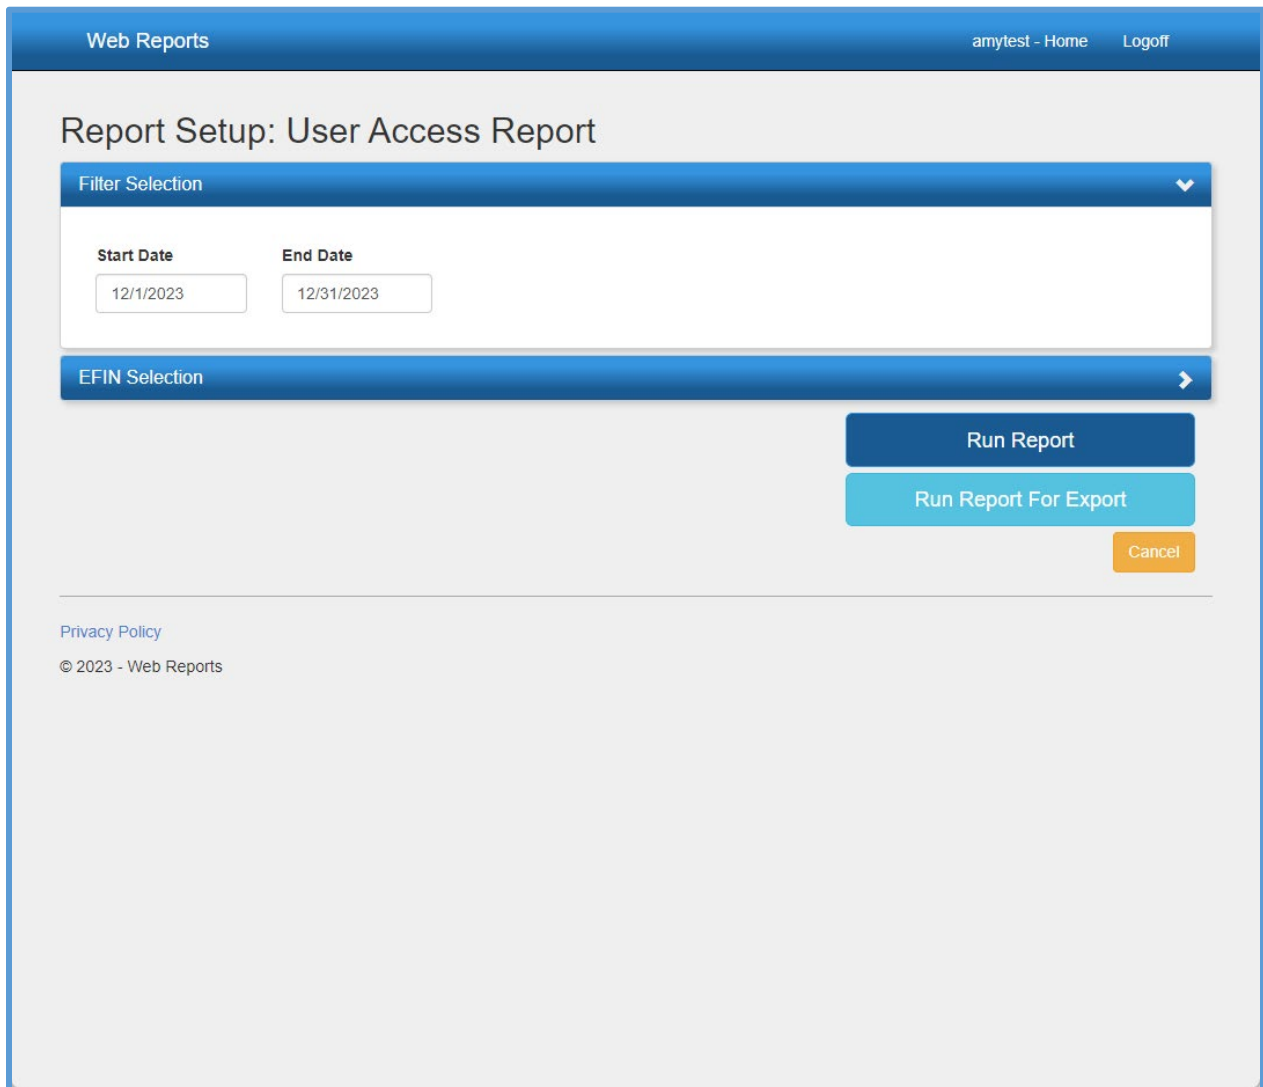 Web Reports amytest - Home Logoff
Report Setup: User Access Report
Filter Selection
Start Date End Date
12/1/2023 12/31/2023
EFIN Selection
Run Report
Run Report For Export
Cancel
Privacy Policy
© 2023 - Web Reports